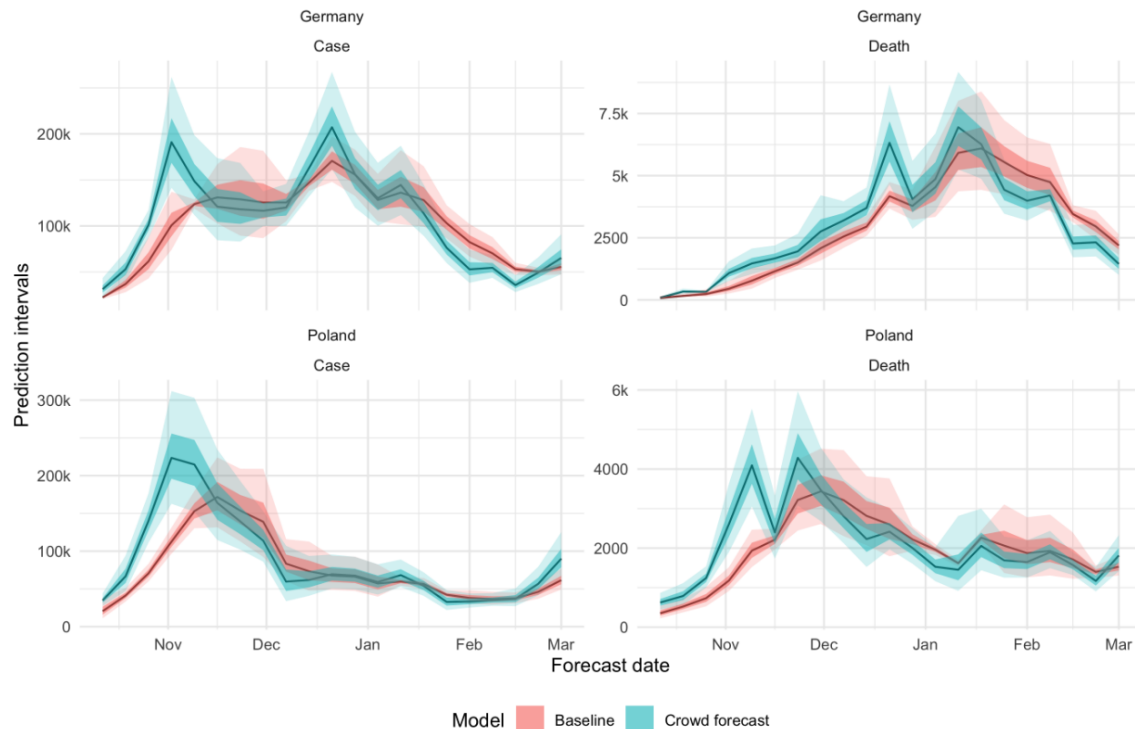 Germany
Case
200k
100k
Germany
Death
7.5k
5k
2500
0
Prediction intervals
Poland
Case
300k
200k
100k
0
Nov Dec Jan Feb Mar
Poland
Death
6k
4000
2000
0
Nov Dec Jan Feb Mar
Forecast date
Model Baseline Crowd forecast